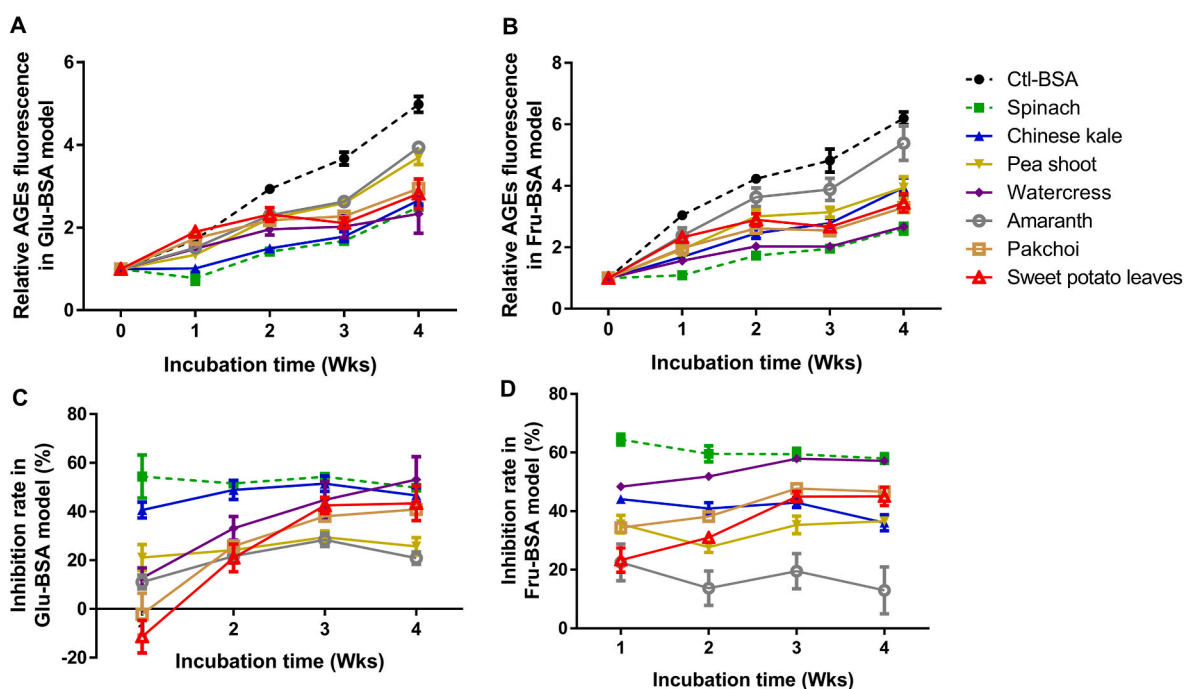 A
Relative AGEs fluorescence
in Glu-BSA model
6
4
2
0
0 1 2 3 4
Incubation time (Wks)
B
Relative AGEs fluorescence
in Fru-BSA model
8
6
4
2
0
0 1 2 3 4
Incubation time (Wks)
Ctl-BSA
Spinach
Chinese kale
Pea shoot
Watercress
Amaranth
Pakchoi
Sweet potato leaves
C
Inhibition rate in
Glu-BSA model (%)
80
60
40
20
0
-20
2 3 4
Incubation time (Wks)
D
Inhibition rate in
Fru-BSA model (%)
80
60
40
20
0
1 2 3 4
Incubation time (Wks)